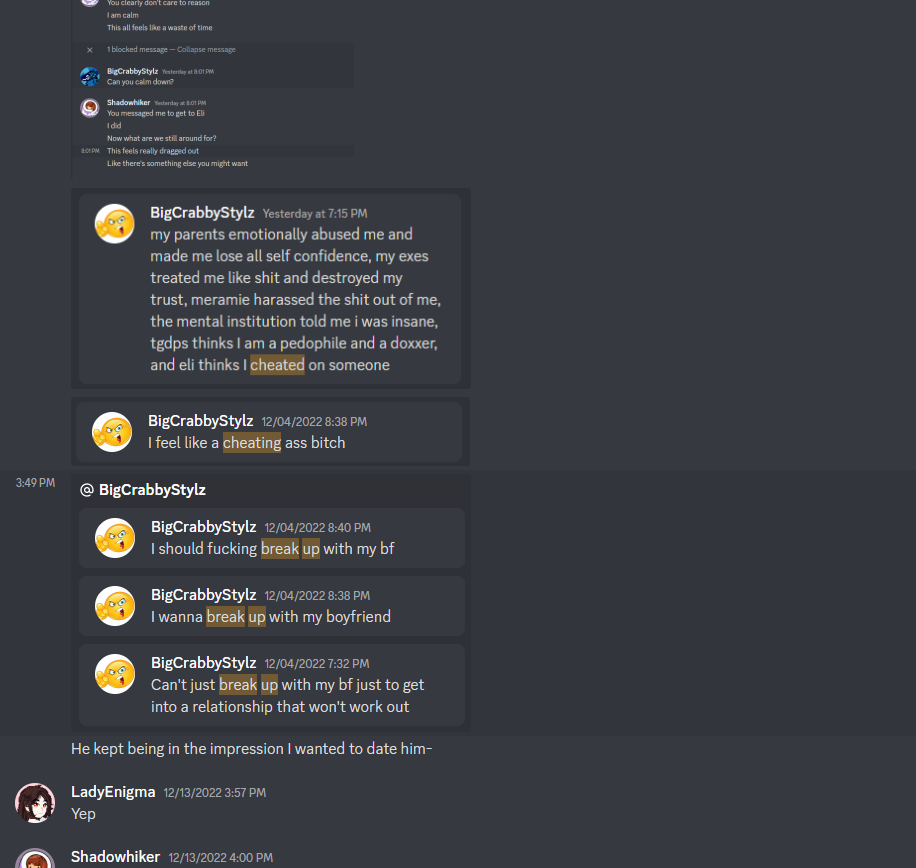 You clearly don't care to reason
I am calm
This all feels like a waste of time
1 blocked message — Collapse message
BigCrabbyStylz Yesterday at 8:01 PM
Can you calm down?
Shadowhiker Yesterday at 8:01 PM
You messaged me to get to Eli
I did
Now what are we still around for?
8:01 PM This feels really dragged out
Like there's something else you might want
BigCrabbyStylz Yesterday at 7:15 PM
my parents emotionally abused me and
made me lose all self confidence, my exes
treated me like shit and destroyed my
trust, meramie harassed the shit out of me,
the mental institution told me i was insane,
tgdps thinks I am a pedophile and a doxxer,
and eli thinks I cheated on someone
BigCrabbyStylz 12/04/2022 8:38 PM
I feel like a cheating ass bitch
3:49 PM @ BigCrabbyStylz
BigCrabbyStylz 12/04/2022 8:40 PM
I should fucking break up with my bf
BigCrabbyStylz 12/04/2022 8:38 PM
I wanna break up with my boyfriend
BigCrabbyStylz 12/04/2022 7:32 PM
Can't just break up with my bf just to get
into a relationship that won't work out
He kept being in the impression I wanted to date him-
LadyEnigma 12/13/2022 3:57 PM
Yep
Shadowhiker 12/13/2022 4:00 PM